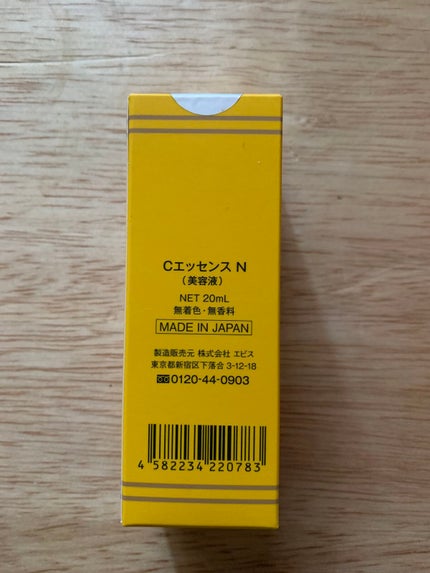 Cエッセンス N
（美容液）
NET 20mL
無着色・無香料
MADE IN JAPAN
製造販売元 株式会社 エビス
東京都新宿区下落合 3-12-18
0120-44-0903
4 582234 220783